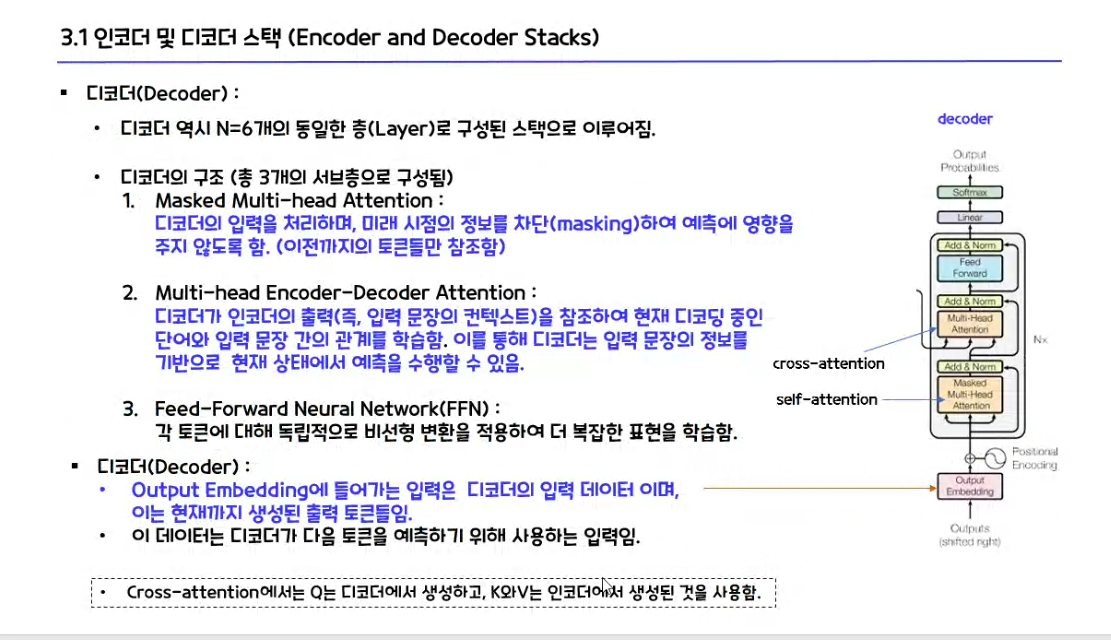 3.1 인코더 및 디코더 스택 (Encoder and Decoder Stacks)
▪ 디코더(Decoder) :
• 디코더 역시 N=6개의 동일한 층(Layer)로 구성된 스택으로 이루어짐.
• 디코더의 구조 (총 3개의 서브층으로 구성됨)
1. Masked Multi-head Attention :
디코더의 입력을 처리하며, 미래 시점의 정보를 차단(masking)하여 예측에 영향을
주지 않도록 함. (이전까지의 토큰들만 참조함)
2. Multi-head Encoder-Decoder Attention :
디코더가 인코더의 출력(즉, 입력 문장의 컨텍스트)을 참조하여 현재 디코딩 중인
단어와 입력 문장 간의 관계를 학습함. 이를 통해 디코더는 입력 문장의 정보를
기반으로 현재 상태에서 예측을 수행할 수 있음.
3. Feed-Forward Neural Network(FFN) :
각 토큰에 대해 독립적으로 비선형 변환을 적용하여 더 복잡한 표현을 학습함.
▪ 디코더(Decoder) :
• Output Embedding에 들어가는 입력은 디코더의 입력 데이터 이며,
이는 현재까지 생성된 출력 토큰들임.
• 이 데이터는 디코더가 다음 토큰을 예측하기 위해 사용하는 입력임.
• Cross-attention에서는 Q는 디코더에서 생성하고, K와V는 인코더에서 생성된 것을 사용함.
decoder
Output
Probabilities
Softmax
Linear
Add & Norm
Feed
Forward
Add & Norm
Multi-Head
Attention
Nx
cross-attention
Add & Norm
Masked
Multi-Head
Attention
self-attention
Positional
Encoding
Output
Embedding
Outputs
(shifted right)